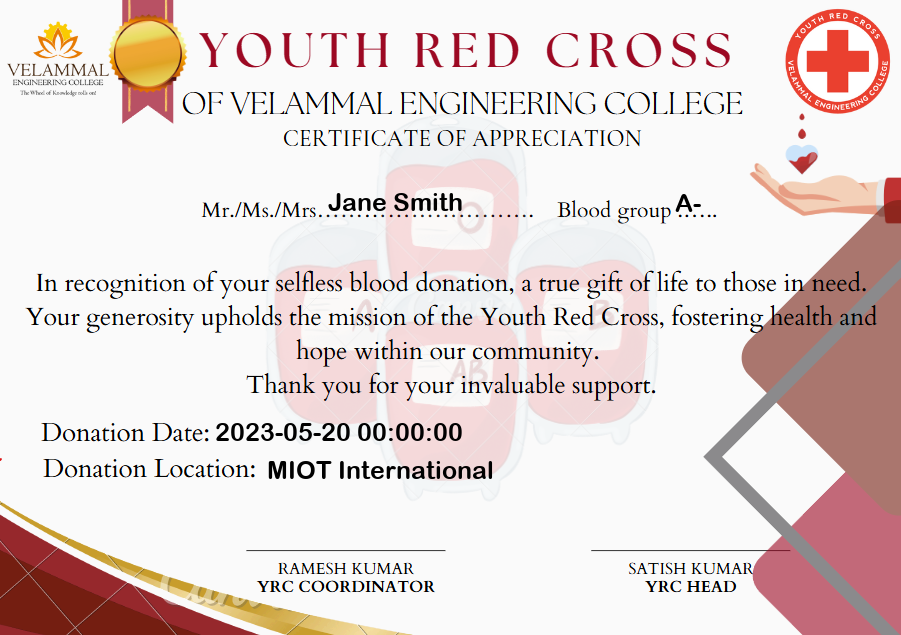 VELAMMAL
ENGINEERING COLLEGE
The Wheel of Knowledge rolls on!
YOUTH RED CROSS
OF VELAMMAL ENGINEERING COLLEGE
CERTIFICATE OF APPRECIATION
YOUTH RED CROSS
VELAMMAL ENGINEERING COLLEGE
Mr./Ms./Mrs. Jane Smith Blood group A-
O
A
B
AB
In recognition of your selfless blood donation, a true gift of life to those in need.
Your generosity upholds the mission of the Youth Red Cross, fostering health and
hope within our community.
Thank you for your invaluable support.
Donation Date: 2023-05-20 00:00:00
Donation Location: MIOT International
RAMESH KUMAR
YRC COORDINATOR
SATISH KUMAR
YRC HEAD